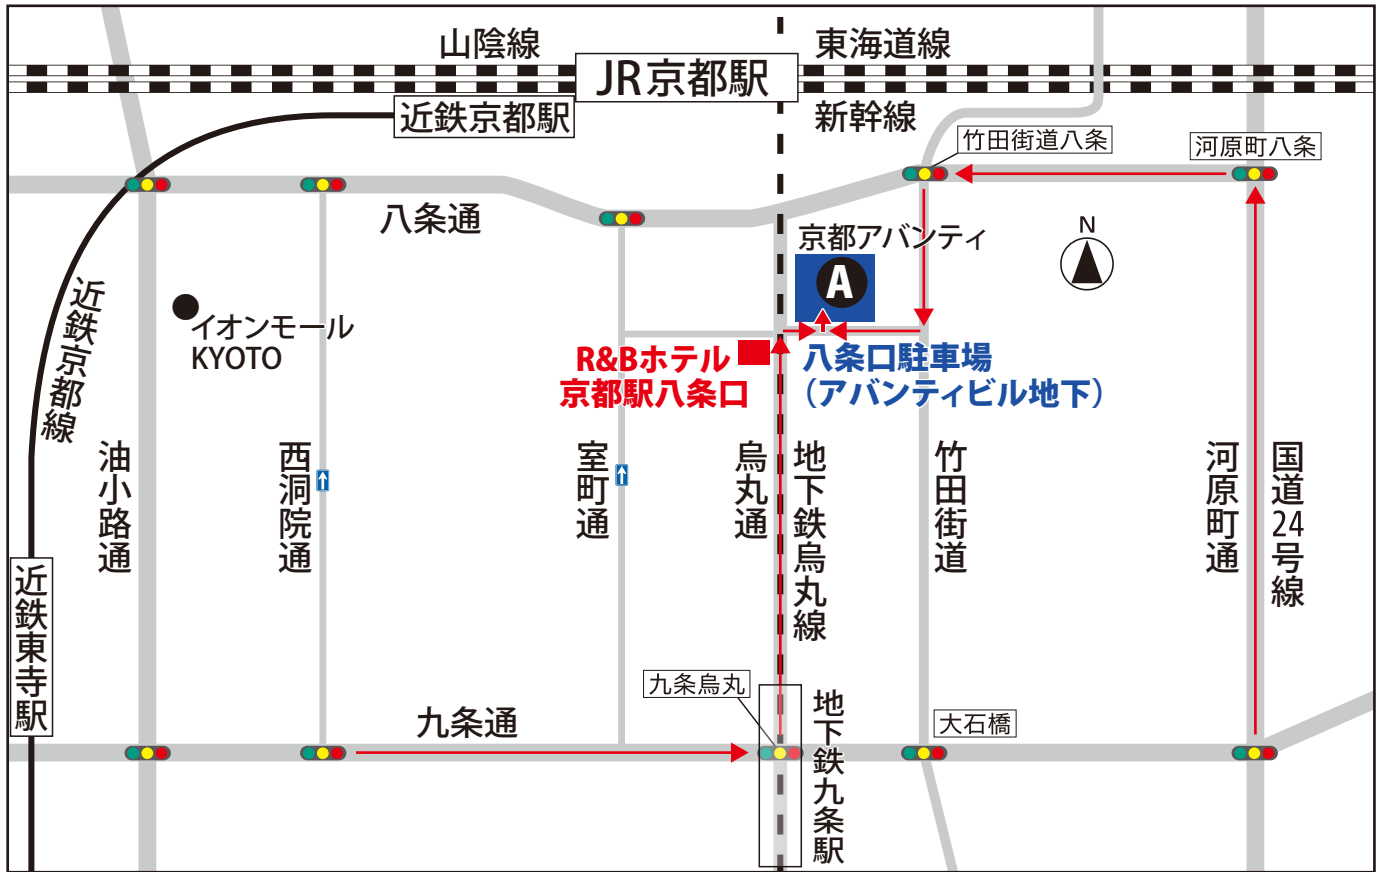 山陰線
東海道線
JR京都駅
近鉄京都駅
新幹線
竹田街道八条
河原町八条
八条通
京都アバンティ
N
A
近鉄京都線
イオンモール
KYOTO
R&Bホテル
京都駅八条口
八条口駐車場
(アバンティビル地下)
油小路通
西洞院通
室町通
烏丸通
地下鉄烏丸線
竹田街道
河原町通
国道24号線
近鉄東寺駅
九条烏丸
九条通
地下鉄九条駅
大石橋